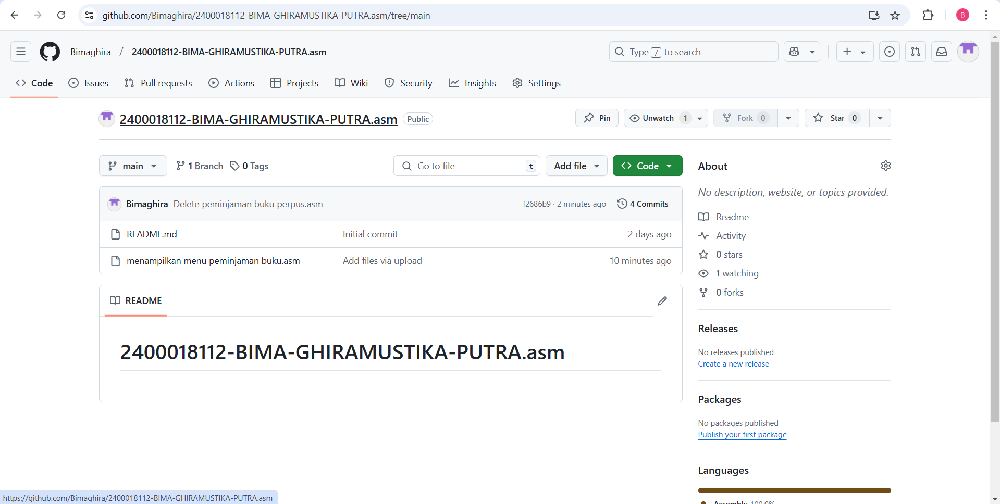 github.com/Bimaghira/2400018112-BIMA-GHIRAMUSTIKA-PUTRA.asm/tree/main
B
Bimaghira / 2400018112-BIMA-GHIRAMUSTIKA-PUTRA.asm
Type / to search
Code Issues Pull requests Actions Projects Wiki Security Insights Settings
2400018112-BIMA-GHIRAMUSTIKA-PUTRA.asm Public
Pin Unwatch 1 Fork 0 Star 0
main 1 Branch 0 Tags
Go to file t Add file Code
Bimaghira Delete peminjaman buku perpus.asm f2686b9 · 2 minutes ago 4 Commits
README.md Initial commit 2 days ago
menampilkan menu peminjaman buku.asm Add files via upload 10 minutes ago
README
2400018112-BIMA-GHIRAMUSTIKA-PUTRA.asm
About
No description, website, or topics provided.
Readme
Activity
0 stars
1 watching
0 forks
Releases
No releases published
Create a new release
Packages
No packages published
Publish your first package
Languages
Assembly 100.0%
https://github.com/Bimaghira/2400018112-BIMA-GHIRAMUSTIKA-PUTRA.asm